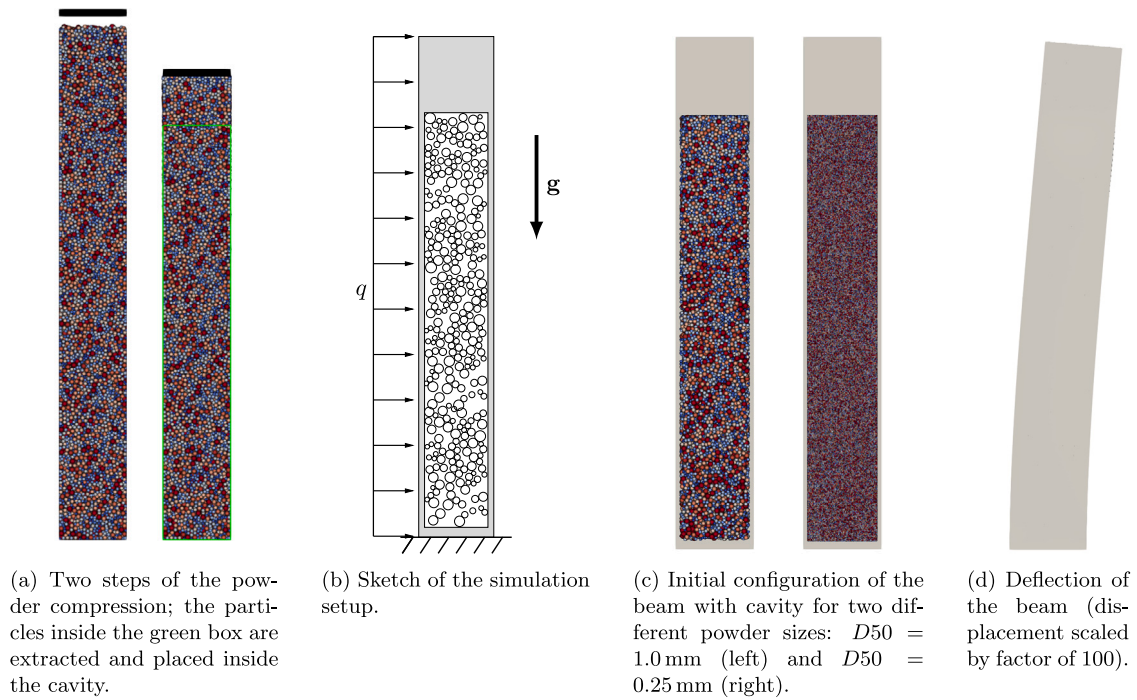 q
g
(a) Two steps of the pow-
der compression; the parti-
cles inside the green box are
extracted and placed inside
the cavity.
(b) Sketch of the simulation
setup.
(c) Initial configuration of the
beam with cavity for two dif-
ferent powder sizes: D50 =
1.0 mm (left) and D50 =
0.25 mm (right).
(d) Deflection of
the beam (dis-
placement scaled
by factor of 100).